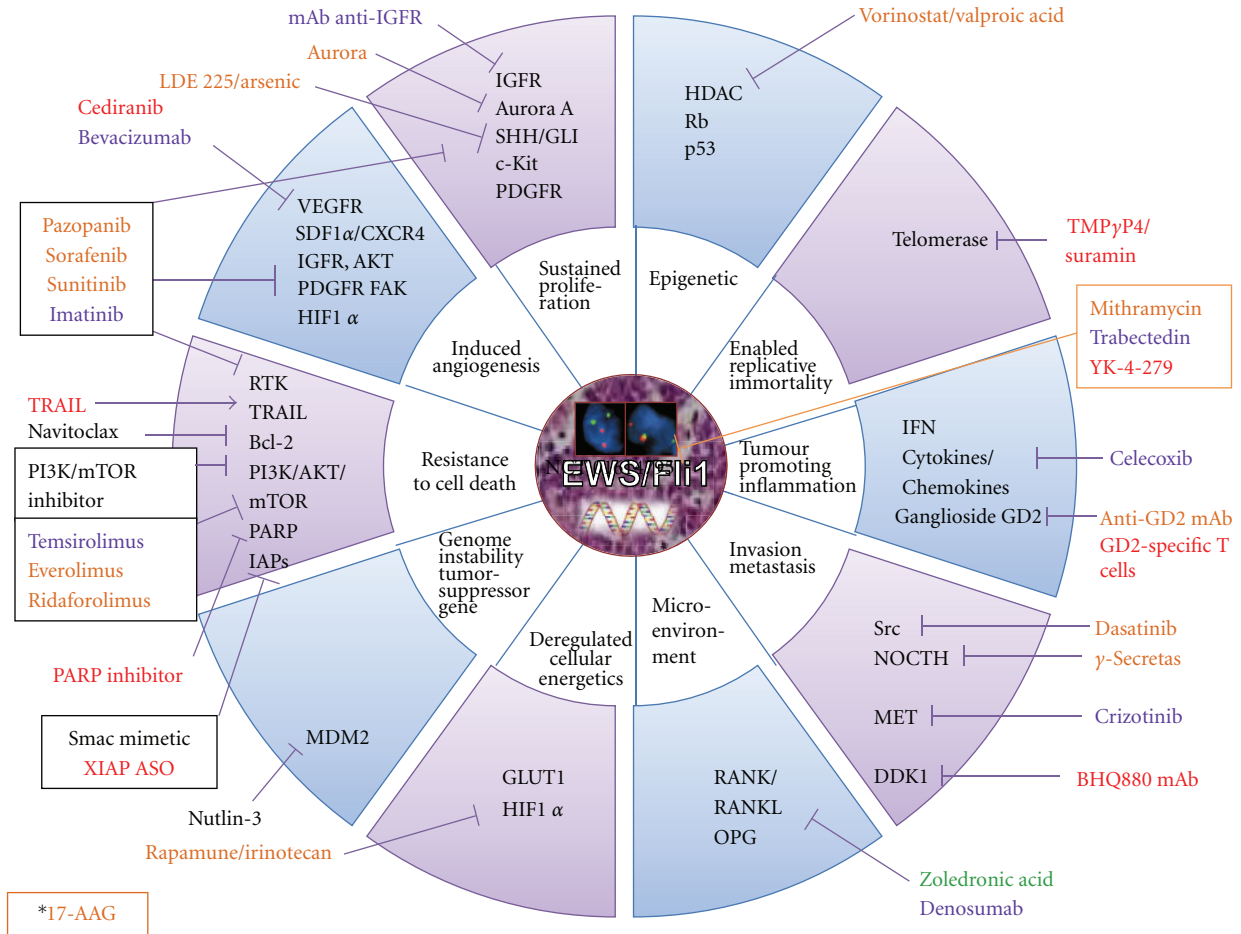 mAb anti-IGFR
Vorinostat/valproic acid
Aurora
LDE 225/arsenic
Cediranib
Bevacizumab
IGFR
Aurora A
SHH/GLI
c-Kit
PDGFR
HDAC
Rb
p53
VEGFR
SDF1α/CXCR4
IGFR, AKT
PDGFR FAK
HIF1 α
Pazopanib
Sorafenib
Sunitinib
Imatinib
Telomerase
TMPγP4/
suramin
Sustained
prolife-
ration
Epigenetic
Induced
angiogenesis
Enabled
replicative
immortality
Mithramycin
Trabectedin
YK-4-279
RTK
TRAIL
Bcl-2
PI3K/AKT/
mTOR
PARP
IAPs
TRAIL
Navitoclax
PI3K/mTOR
inhibitor
Temsirolimus
Everolimus
Ridaforolimus
Resistance
to cell death
EWS/Fli1
Tumour
promoting
inflammation
IFN
Cytokines/
Chemokines
Ganglioside GD2
Celecoxib
Anti-GD2 mAb
GD2-specific T
cells
Genome
instability
tumor-
suppressor
gene
Deregulated
cellular
energetics
Micro-
environ-
ment
Invasion
metastasis
Src
NOCTH
MET
DDK1
Dasatinib
γ-Secretas
Crizotinib
BHQ880 mAb
PARP inhibitor
Smac mimetic
XIAP ASO
MDM2
Nutlin-3
GLUT1
HIF1 α
Rapamune/irinotecan
RANK/
RANKL
OPG
Zoledronic acid
Denosumab
*17-AAG